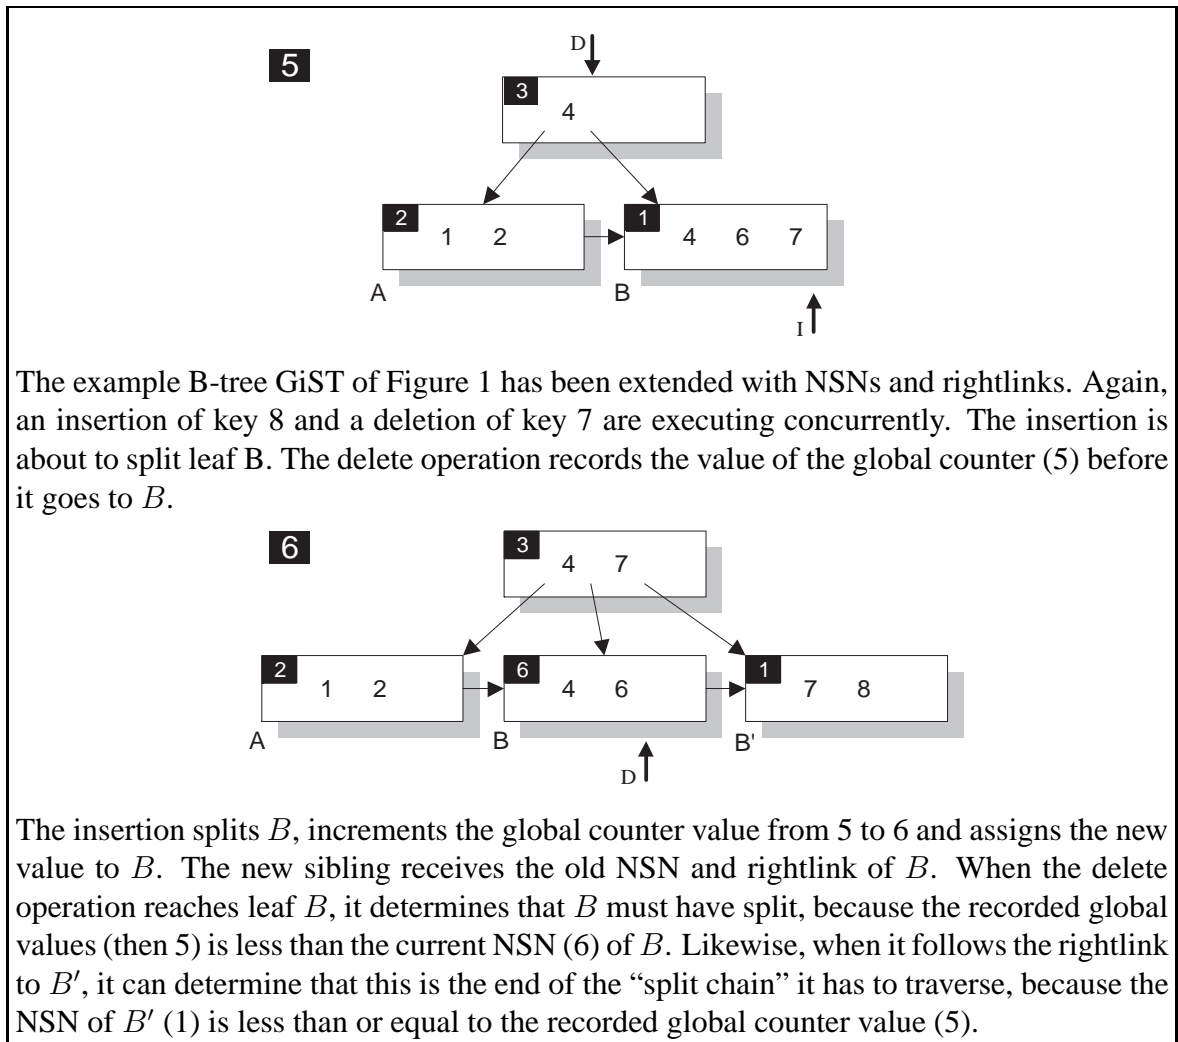 D
5
3
4
2
1 2
1
4 6 7
A
B
I
The example B-tree GiST of Figure 1 has been extended with NSNs and rightlinks. Again,
an insertion of key 8 and a deletion of key 7 are executing concurrently. The insertion is
about to split leaf B. The delete operation records the value of the global counter (5) before
it goes to B.
6
3
4 7
2
1 2
6
4 6
1
7 8
A
B
B'
D
The insertion splits B, increments the global counter value from 5 to 6 and assigns the new
value to B. The new sibling receives the old NSN and rightlink of B. When the delete
operation reaches leaf B, it determines that B must have split, because the recorded global
values (then 5) is less than the current NSN (6) of B. Likewise, when it follows the rightlink
to B′, it can determine that this is the end of the “split chain” it has to traverse, because the
NSN of B′ (1) is less than or equal to the recorded global counter value (5).